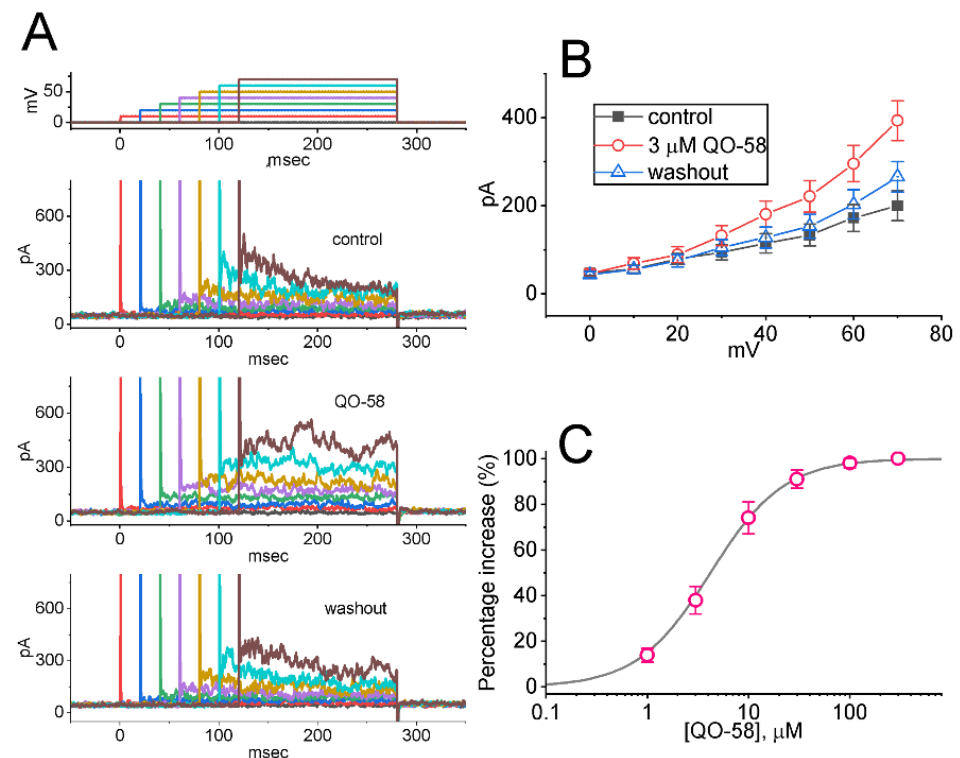 A
mV
50
0
0
100
200
300
msec
control
pA
600
300
0
0
100
200
300
msec
QO-58
pA
600
300
0
0
100
200
300
msec
washout
pA
600
300
0
0
100
200
300
msec
B
control
3 μM QO-58
washout
pA
400
200
0
0
20
40
60
80
mV
C
Percentage increase (%)
100
80
60
40
20
0
0.1
1
10
100
[QO-58], μM